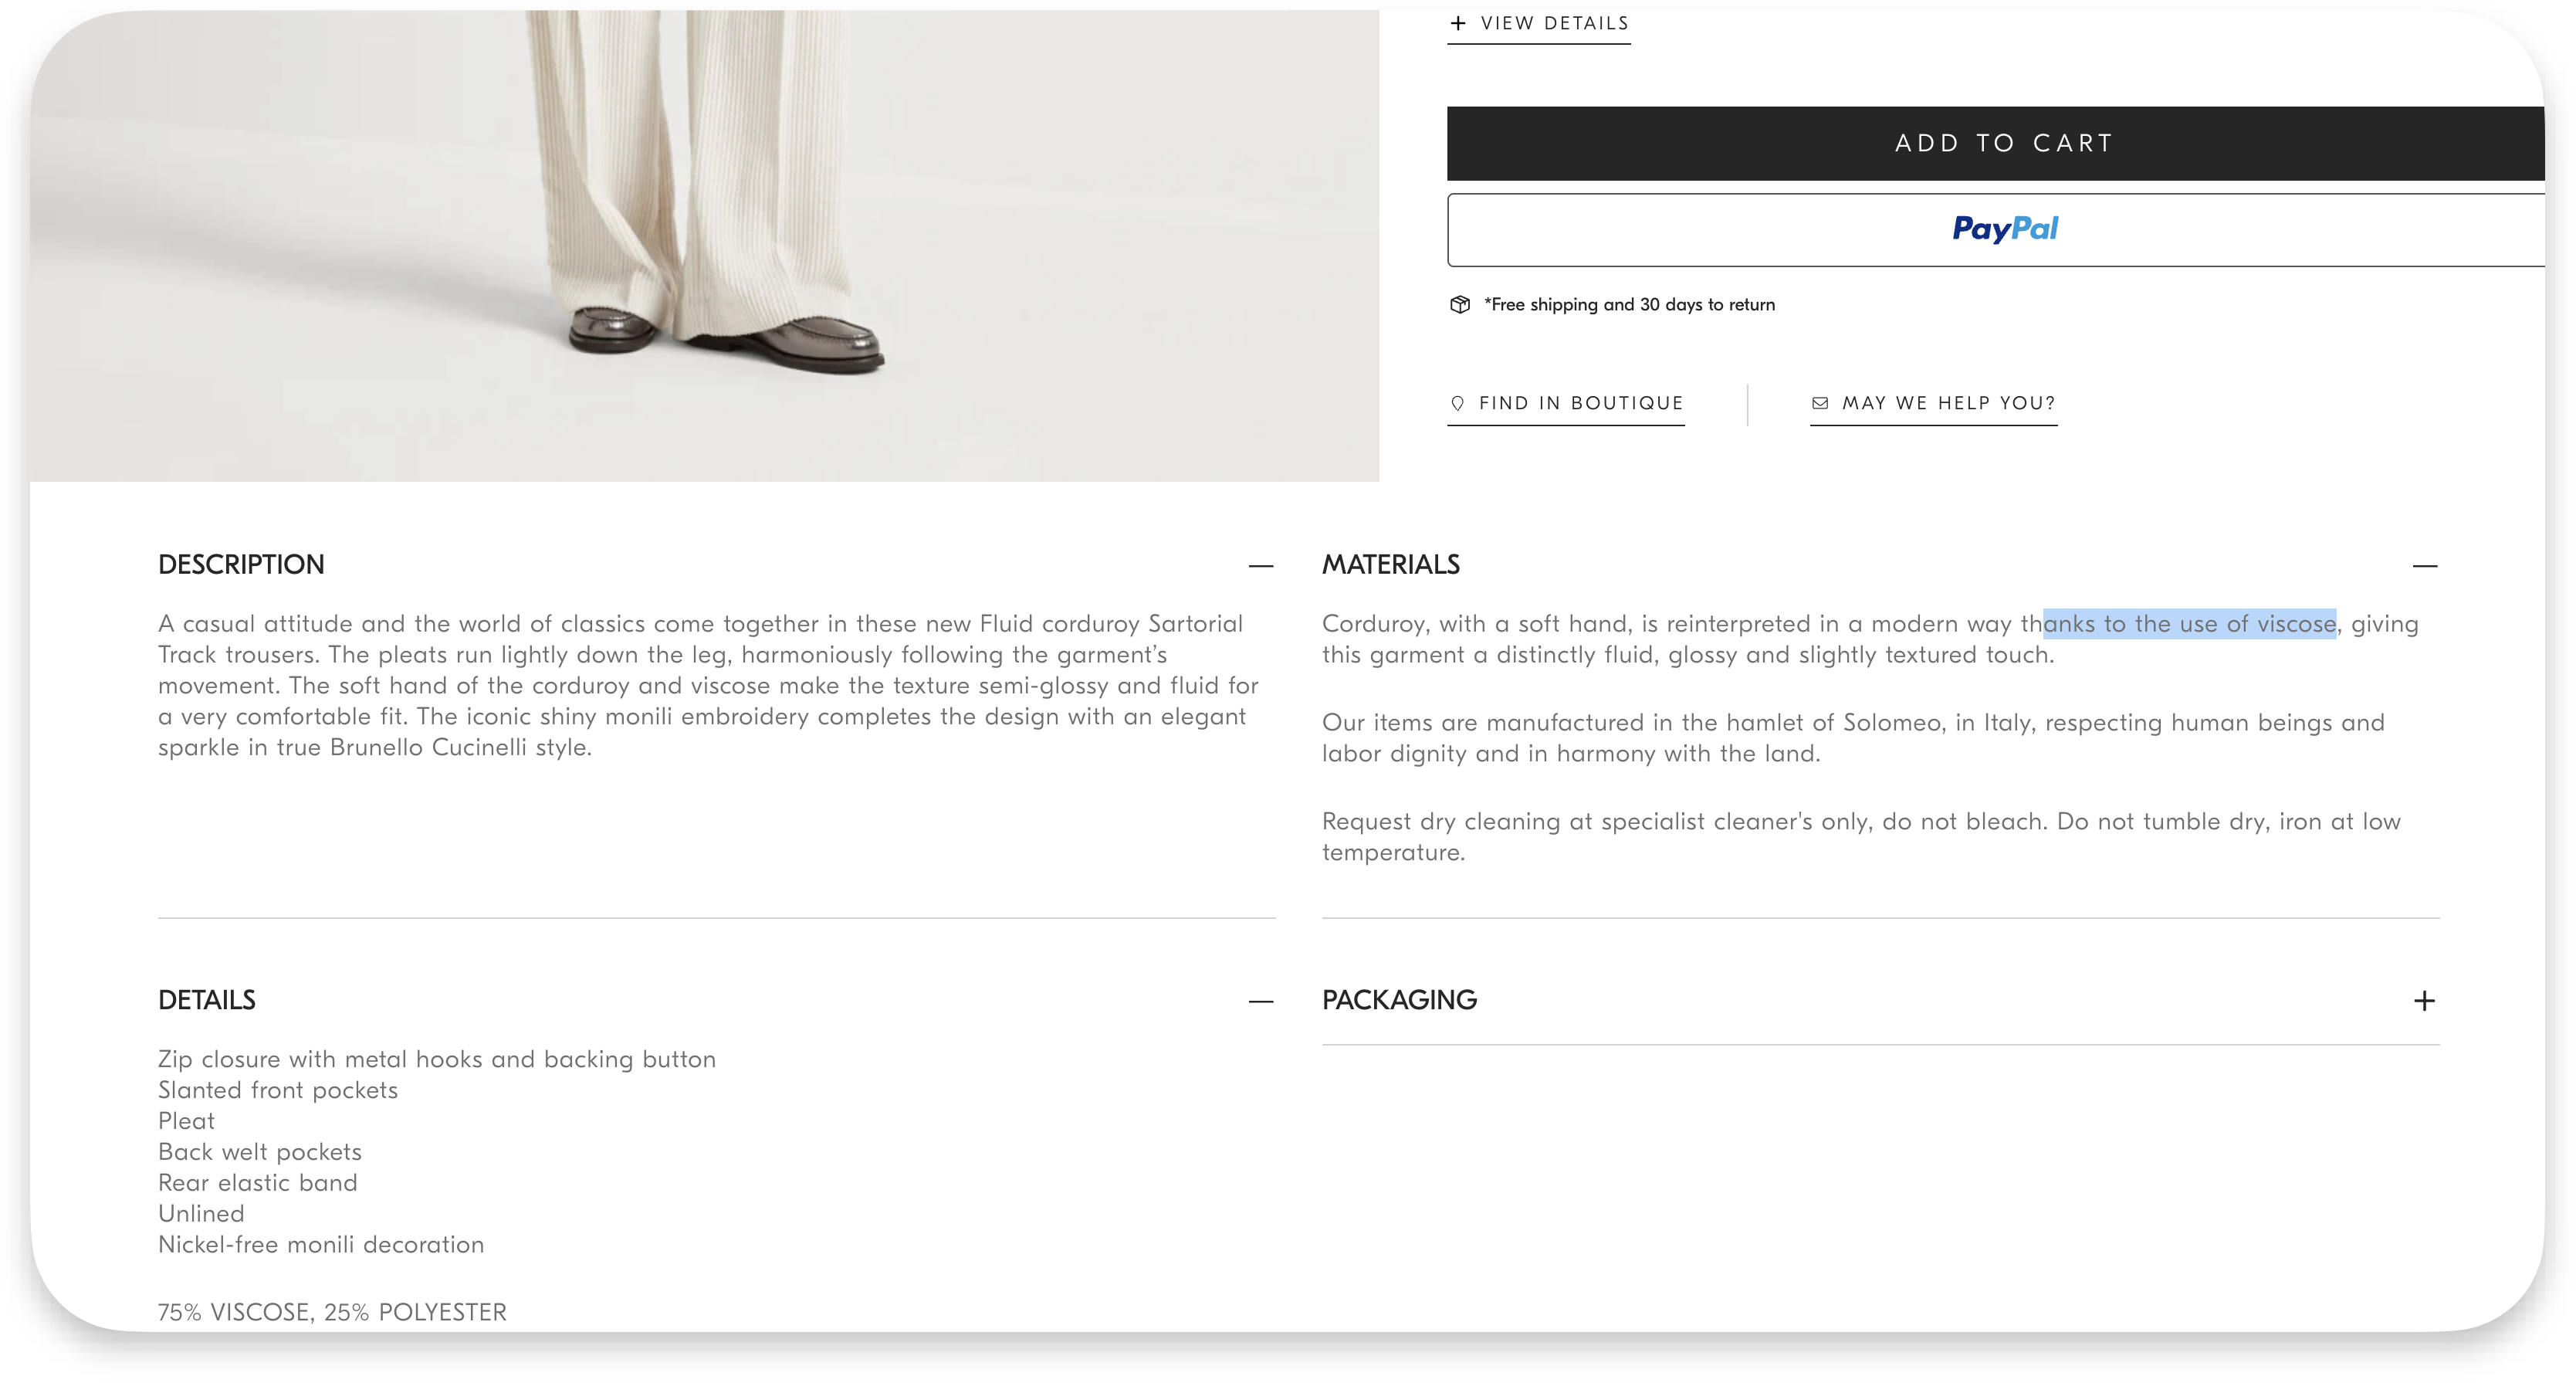 + VIEW DETAILS
ADD TO CART
PayPal
*Free shipping and 30 days to return
FIND IN BOUTIQUE
MAY WE HELP YOU?
DESCRIPTION
A casual attitude and the world of classics come together in these new Fluid corduroy Sartorial
Track trousers. The pleats run lightly down the leg, harmoniously following the garment’s
movement. The soft hand of the corduroy and viscose make the texture semi-glossy and fluid for
a very comfortable fit. The iconic shiny monili embroidery completes the design with an elegant
sparkle in true Brunello Cucinelli style.
MATERIALS
Corduroy, with a soft hand, is reinterpreted in a modern way thanks to the use of viscose, giving
this garment a distinctly fluid, glossy and slightly textured touch.
Our items are manufactured in the hamlet of Solomeo, in Italy, respecting human beings and
labor dignity and in harmony with the land.
Request dry cleaning at specialist cleaner's only, do not bleach. Do not tumble dry, iron at low
temperature.
DETAILS
Zip closure with metal hooks and backing button
Slanted front pockets
Pleat
Back welt pockets
Rear elastic band
Unlined
Nickel-free monili decoration
75% VISCOSE, 25% POLYESTER
PACKAGING